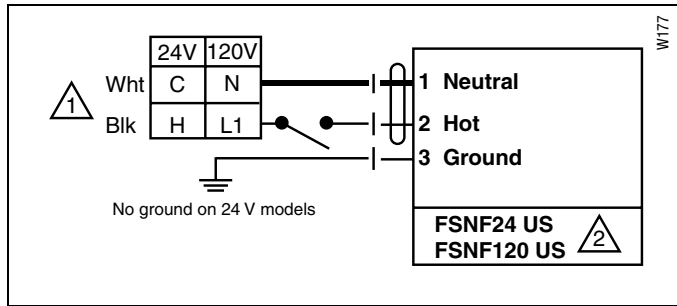 W177
24V 120V
1 Wht C N 1 Neutral
Blk H L1 2 Hot
3 Ground
No ground on 24 V models
FSNF24 US
FSNF120 US 2